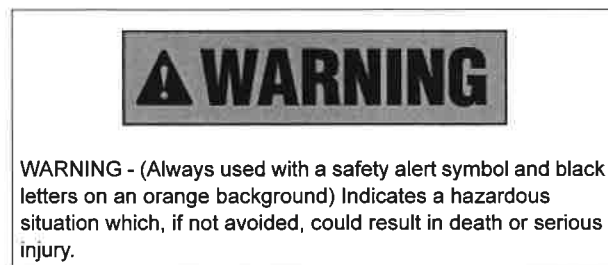 WARNING
WARNING - (Always used with a safety alert symbol and black
letters on an orange background) Indicates a hazardous
situation which, if not avoided, could result in death or serious
injury.